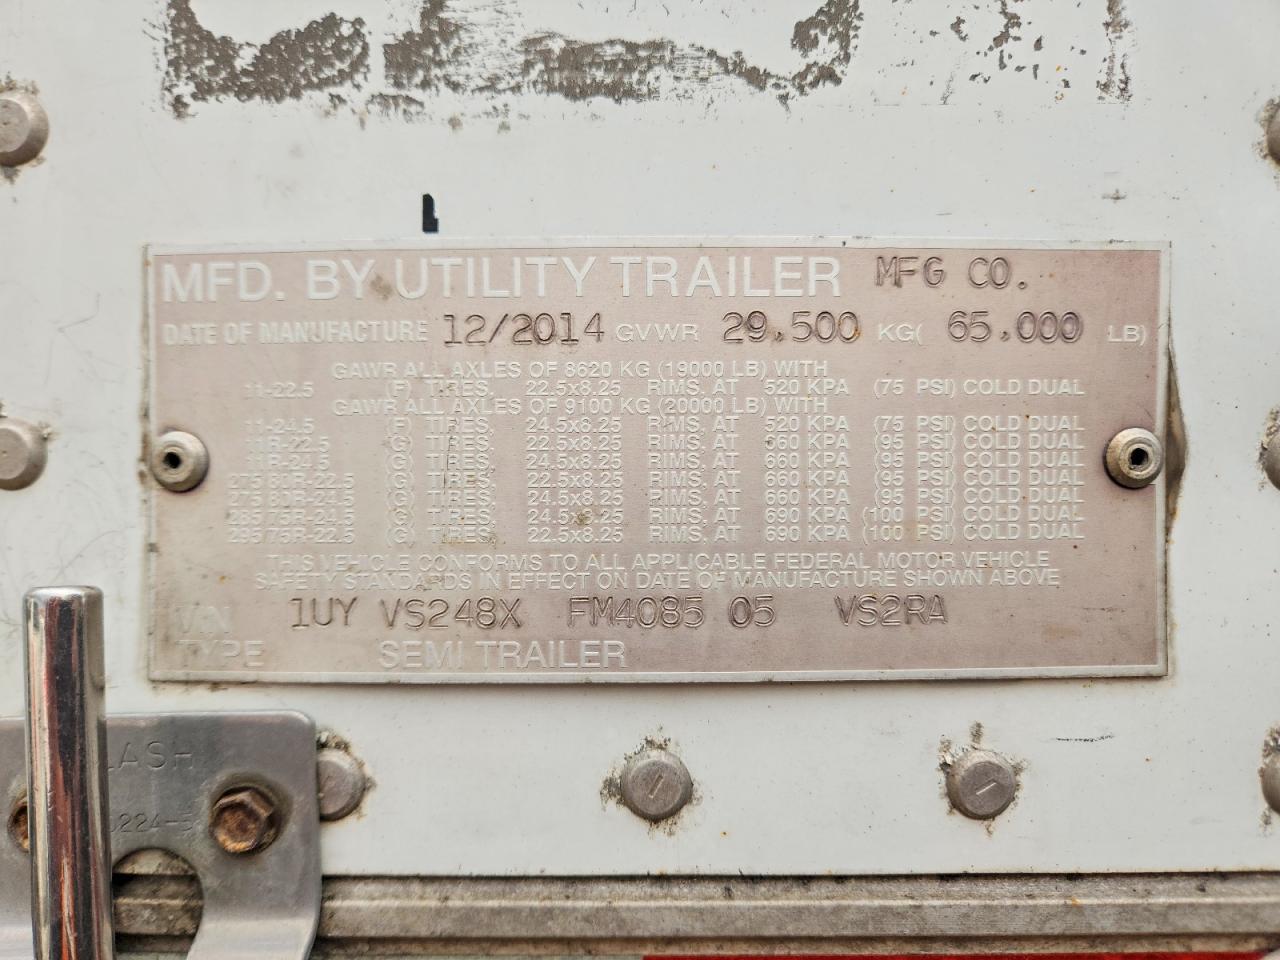 MFD. BY UTILITY TRAILER MFG CO.
DATE OF MANUFACTURE 12/2014 GVWR 29,500 KG( 65,000 LB)
GAWR ALL AXLES OF 8620 KG (19000 LB) WITH
11-22.5 (F) TIRES, 22.5x8.25 RIMS, AT 520 KPA (75 PSI) COLD DUAL
GAWR ALL AXLES OF 9100 KG (20000 LB) WITH
11-24.5 (F) TIRES, 24.5x8.25 RIMS, AT 520 KPA (75 PSI) COLD DUAL
11R-22.5 (G) TIRES, 22.5x8.25 RIMS, AT 660 KPA (95 PSI) COLD DUAL
11R-24.5 (G) TIRES, 24.5x8.25 RIMS, AT 660 KPA (95 PSI) COLD DUAL
275/80R-22.5 (G) TIRES, 22.5x8.25 RIMS, AT 660 KPA (95 PSI) COLD DUAL
275/80R-24.5 (G) TIRES, 24.5x8.25 RIMS, AT 660 KPA (95 PSI) COLD DUAL
285/75R-24.5 (G) TIRES, 24.5x8.25 RIMS, AT 690 KPA (100 PSI) COLD DUAL
295/75R-22.5 (G) TIRES, 22.5x8.25 RIMS, AT 690 KPA (100 PSI) COLD DUAL
THIS VEHICLE CONFORMS TO ALL APPLICABLE FEDERAL MOTOR VEHICLE
SAFETY STANDARDS IN EFFECT ON DATE OF MANUFACTURE SHOWN ABOVE
VIN 1UY VS248X FM4085 05 VS2RA
TYPE SEMI TRAILER
LASH